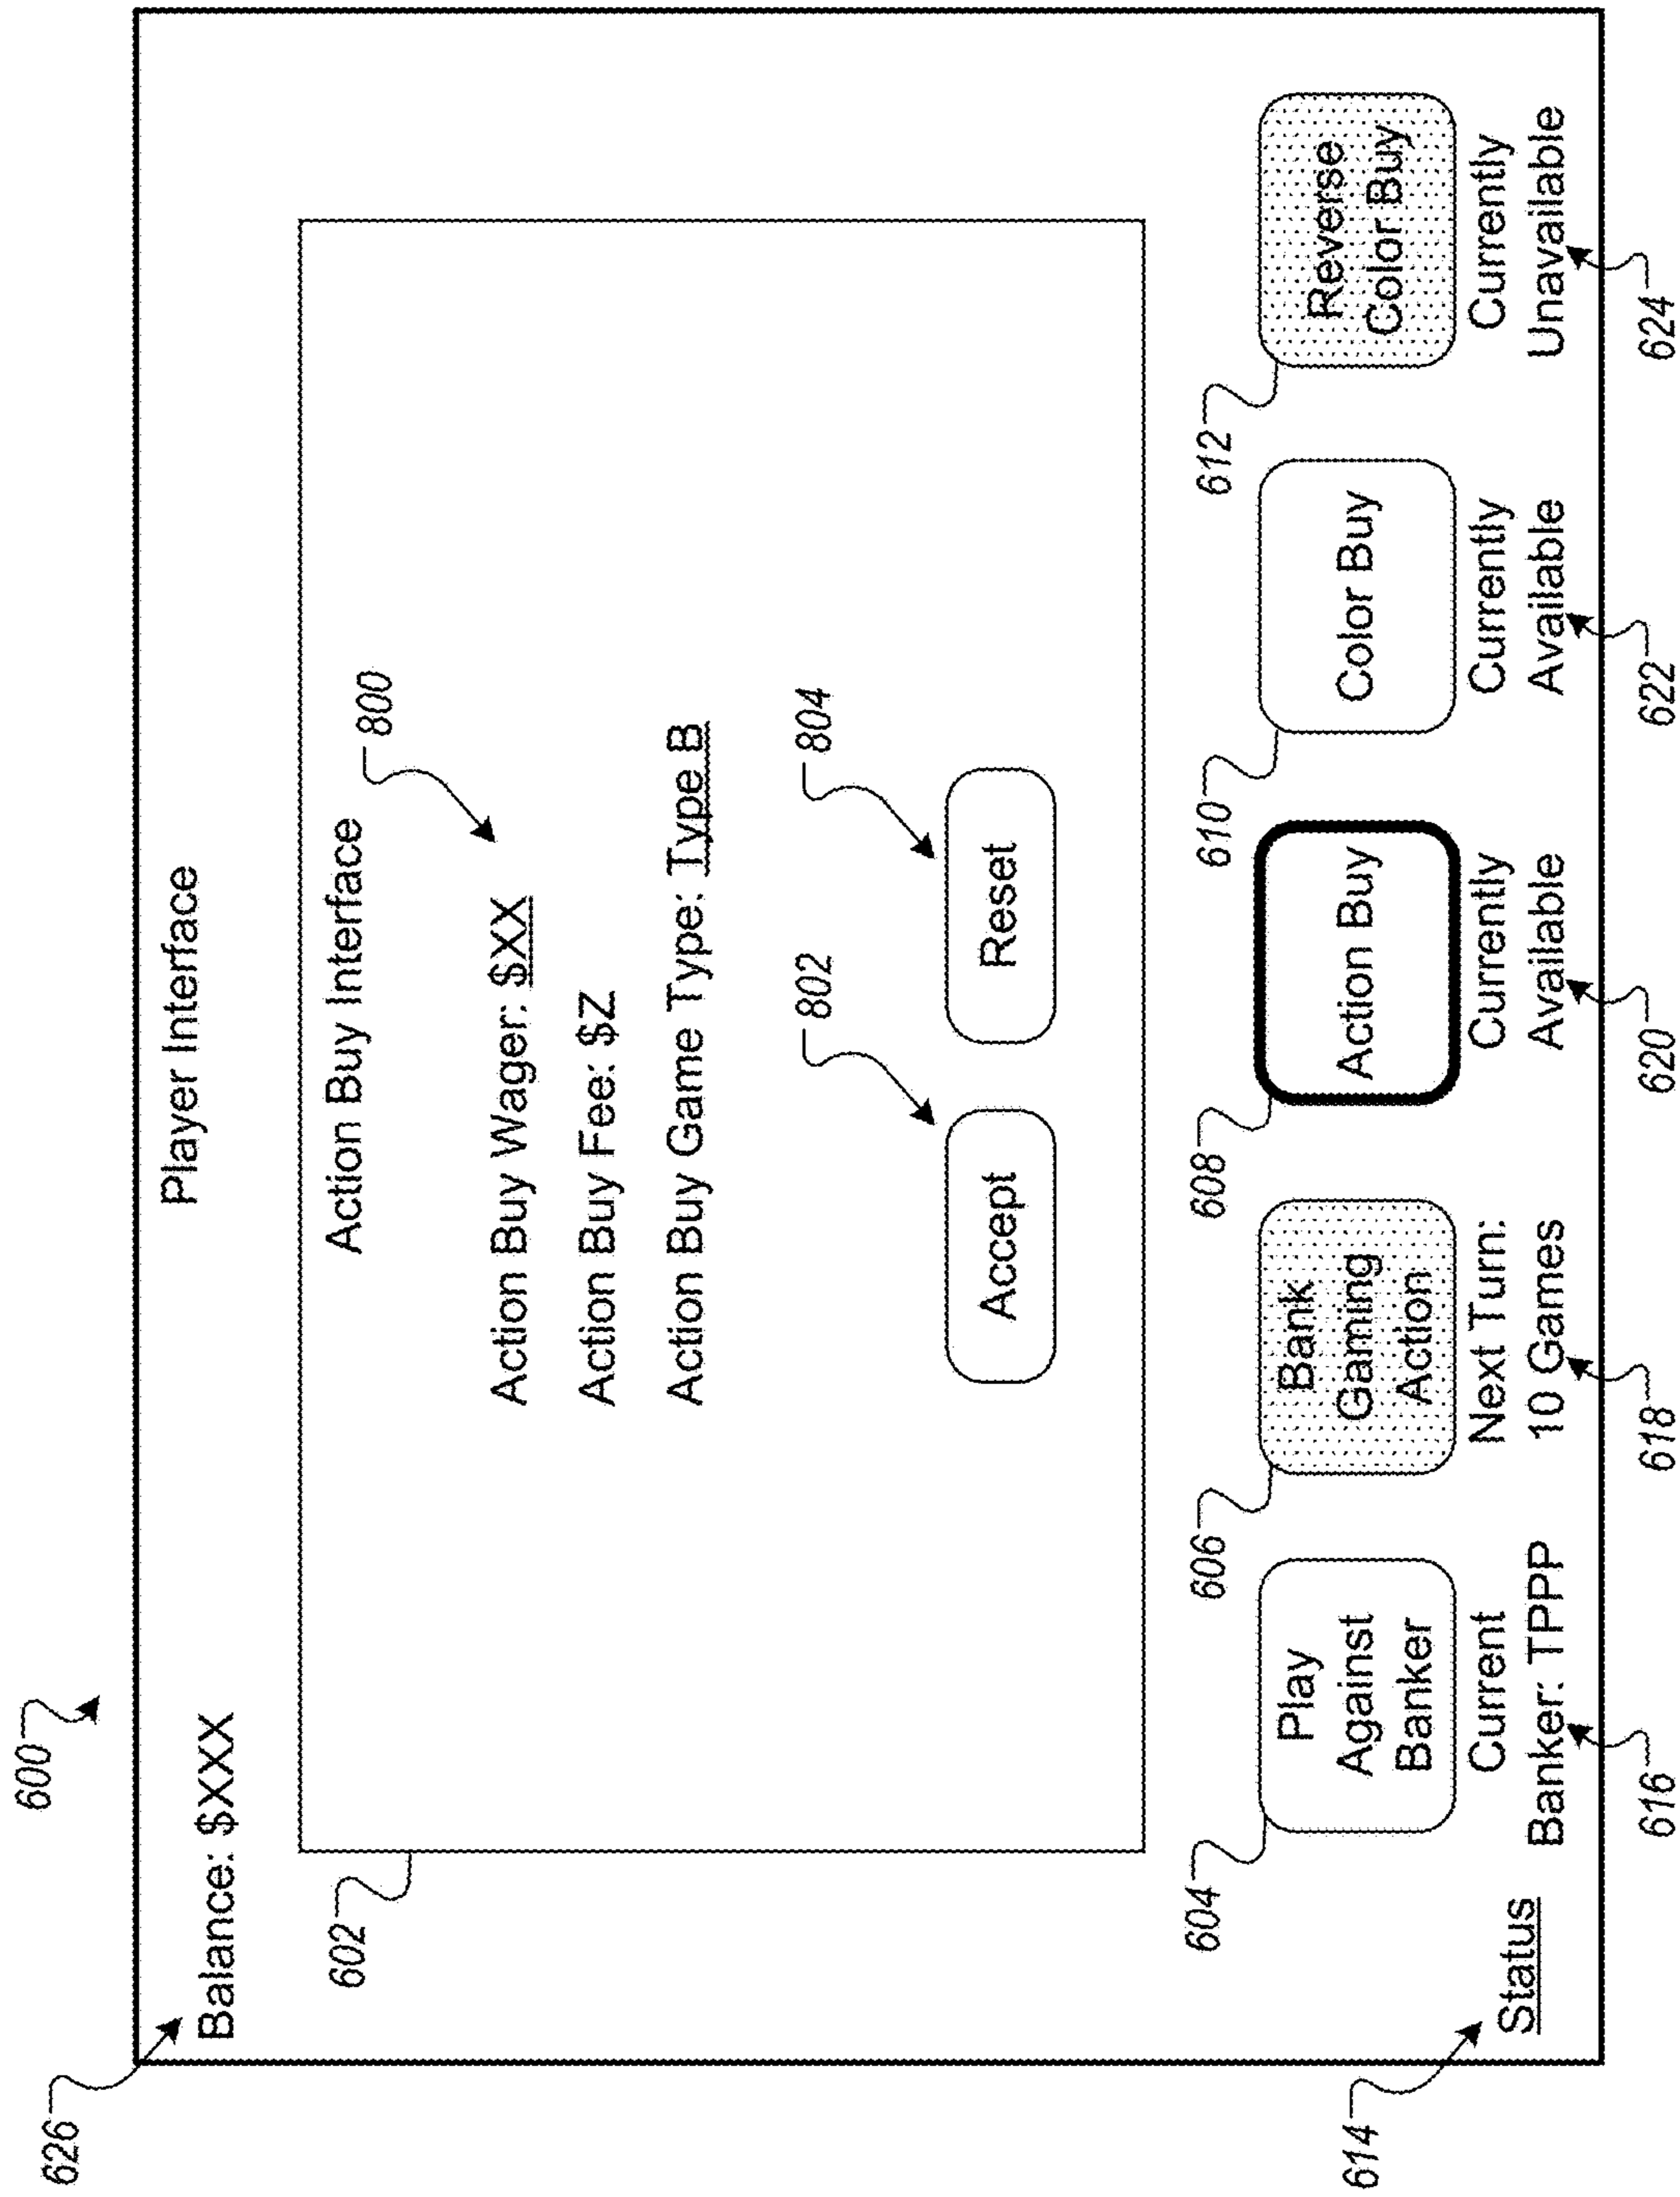 600
626
Player Interface
Balance: $XXX
602
Action Buy Interface
800
Action Buy Wager: $XX
Action Buy Fee: $Z
Action Buy Game Type: Type B
802
804
Accept
Reset
604
606
608
610
612
Play
Against
Banker
Bank
Gaming
Action
Action Buy
Color Buy
Reverse
Color Buy
614
Status
Current
Banker: TPPP
Next Turn:
10 Games
Currently
Available
Currently
Available
Currently
Unavailable
616
618
620
622
624